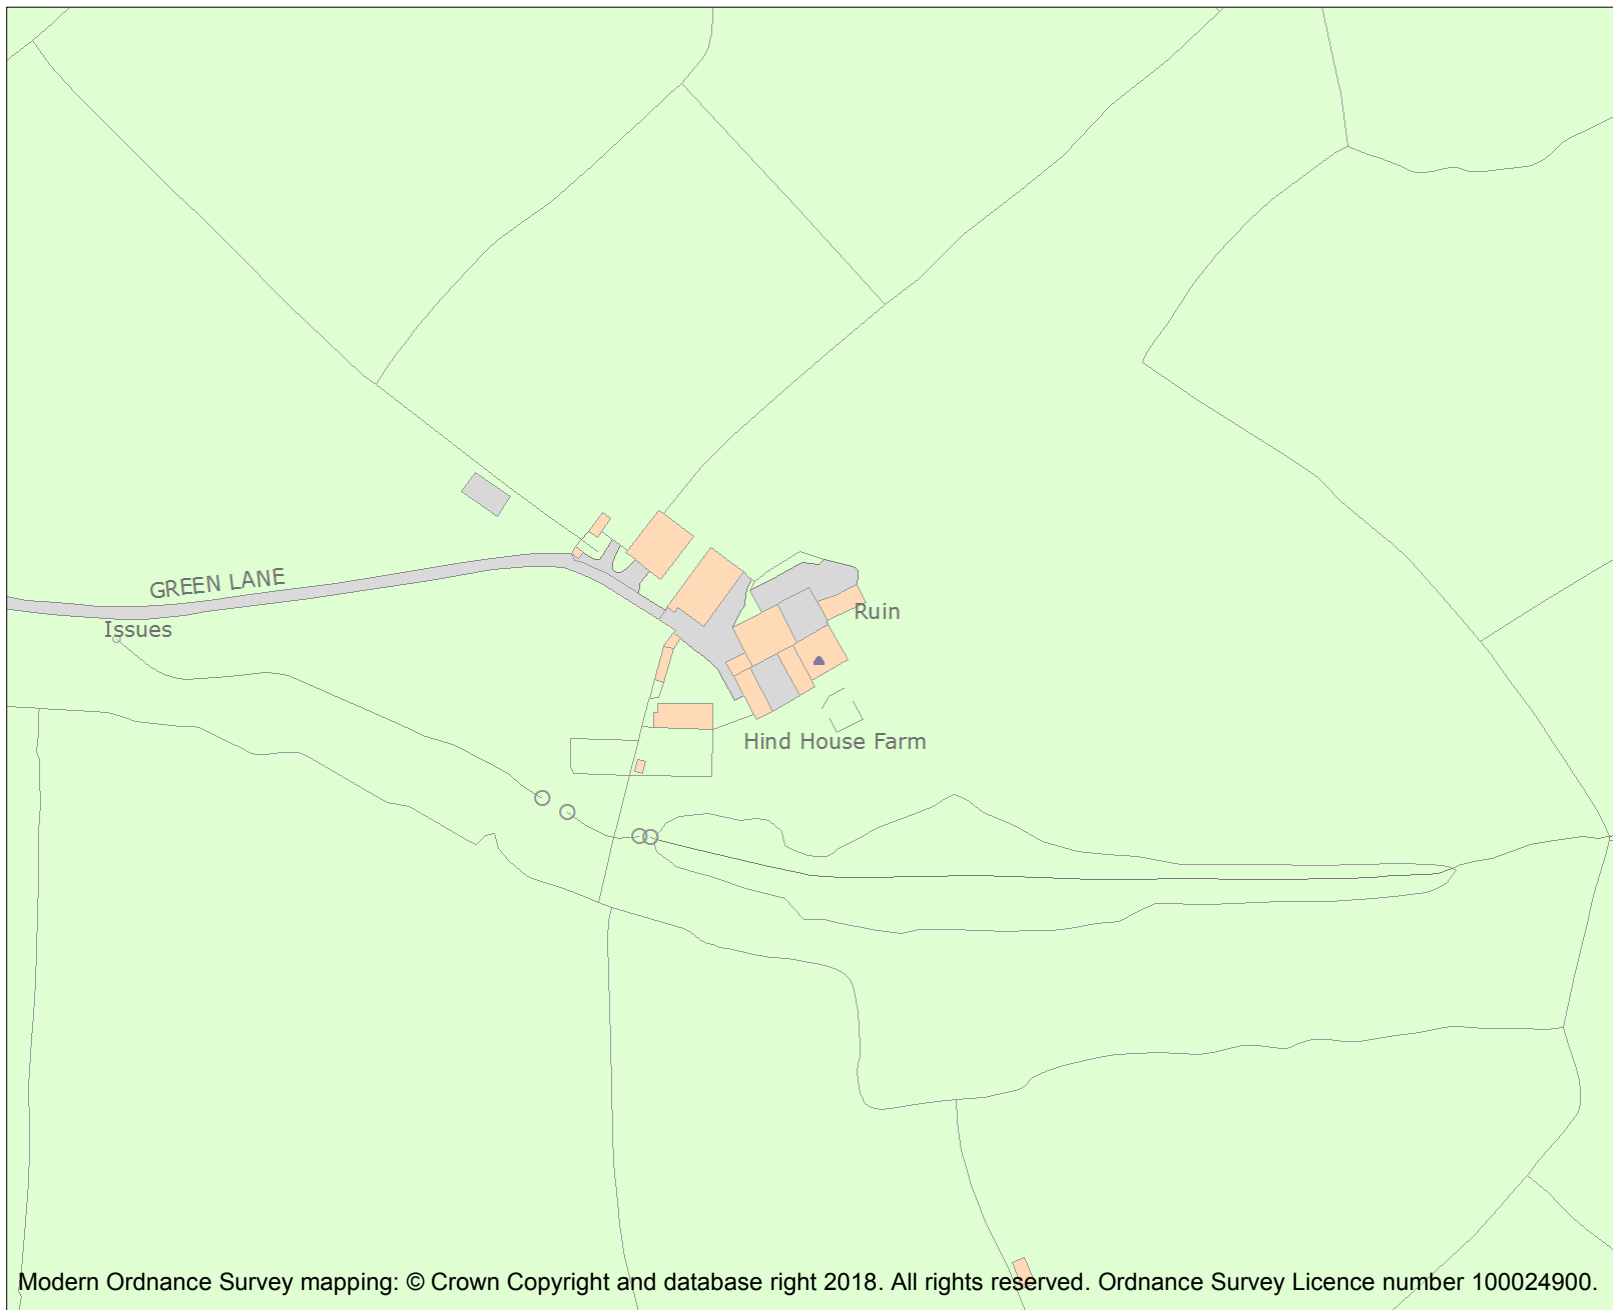 GREEN LANE
Issues
Ruin
Hind House Farm
Modern Ordnance Survey mapping: © Crown Copyright and database right 2018. All rights reserved. Ordnance Survey Licence number 100024900.